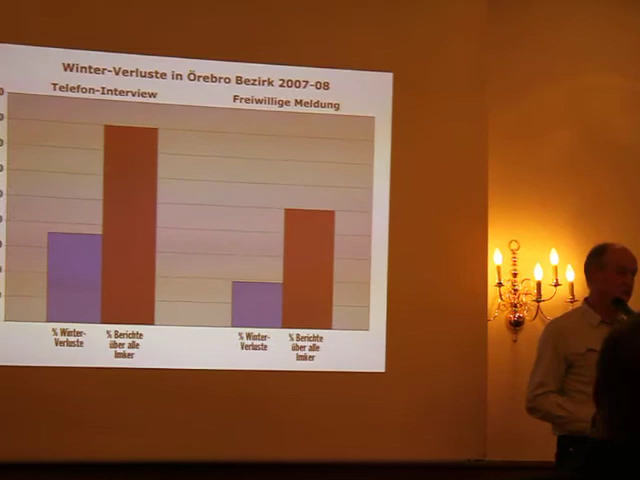 Winter-Verluste in Örebro Bezirk 2007-08
Telefon-Interview
Freiwillige Meldung
% Winter-
Verluste
% Berichte
über alle
Imker
% Winter-
Verluste
% Berichte
über alle
Imker